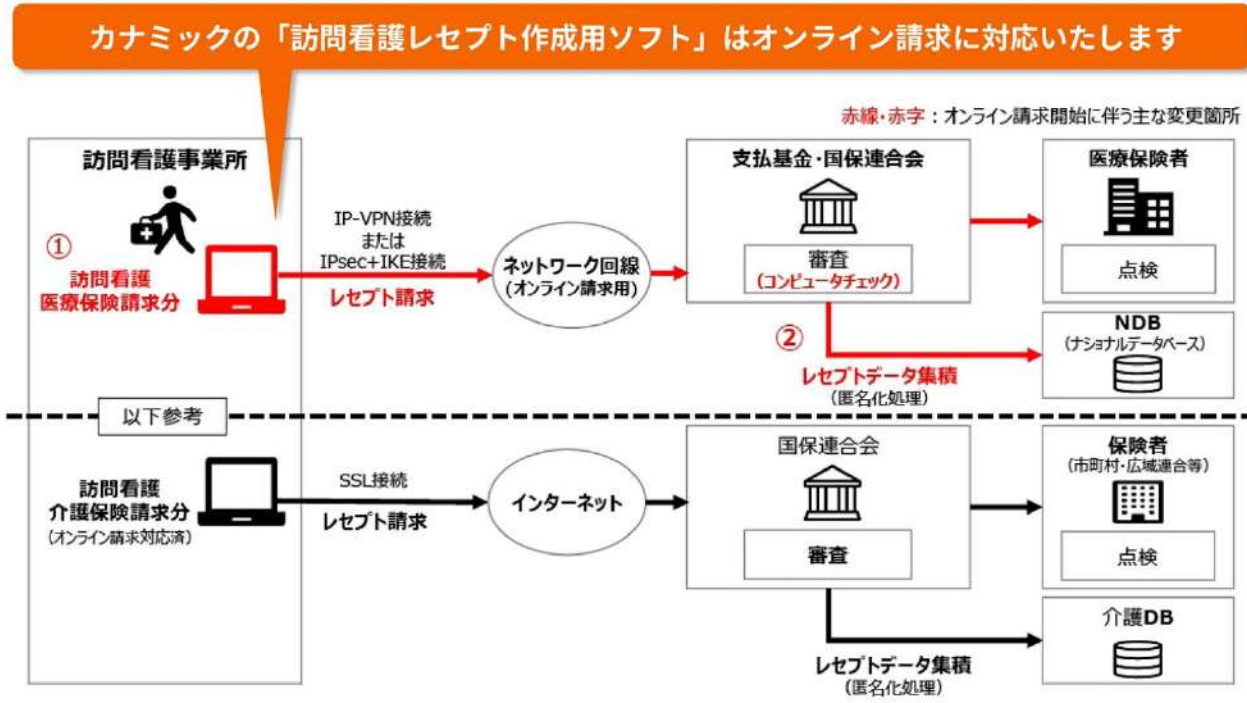 カナミックの「訪問看護レセプト作成用ソフト」はオンライン請求に対応いたします
赤線・赤字：オンライン請求開始に伴う主な変更箇所
訪問看護事業所
①
訪問看護
医療保険請求分
IP-VPN接続
または
IPsec+IKE接続
レセプト請求
ネットワーク回線
(オンライン請求用)
支払基金・国保連合会
審査
(コンピュータチェック)
医療保険者
点検
②
レセプトデータ集積
(匿名化処理)
NDB
(ナショナルデータベース)
以下参考
訪問看護
介護保険請求分
(オンライン請求対応済)
SSL接続
レセプト請求
インターネット
国保連合会
審査
保険者
(市町村・広域連合等)
点検
レセプトデータ集積
(匿名化処理)
介護DB